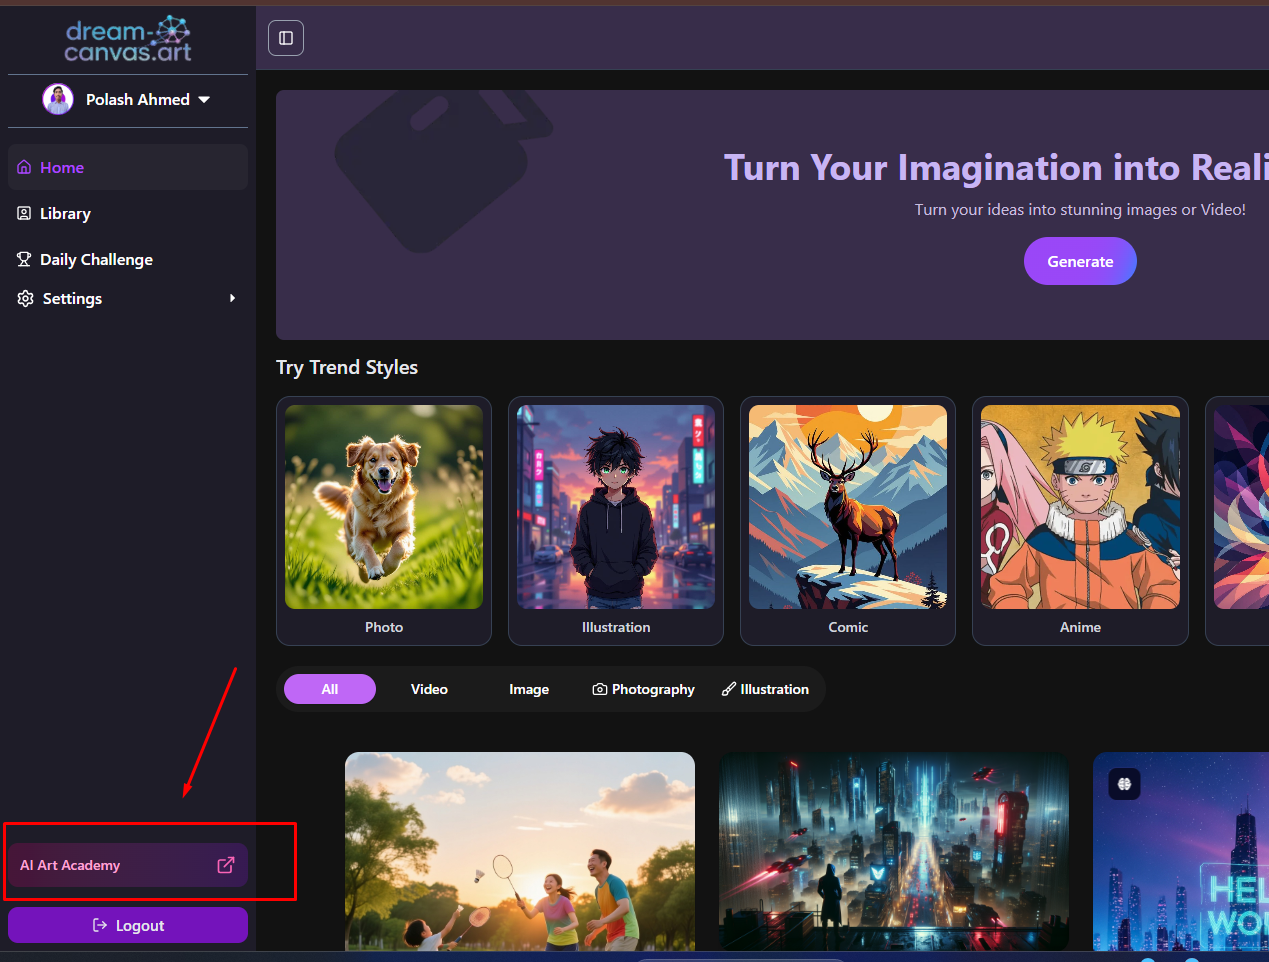 dream-
canvas.art
Polash Ahmed
Home
Library
Daily Challenge
Settings
AI Art Academy
Logout
Turn Your Imagination into Reali
Turn your ideas into stunning images or Video!
Generate
Try Trend Styles
Photo
Illustration
Comic
Anime
All
Video
Image
Photography
Illustration
HEL
WO